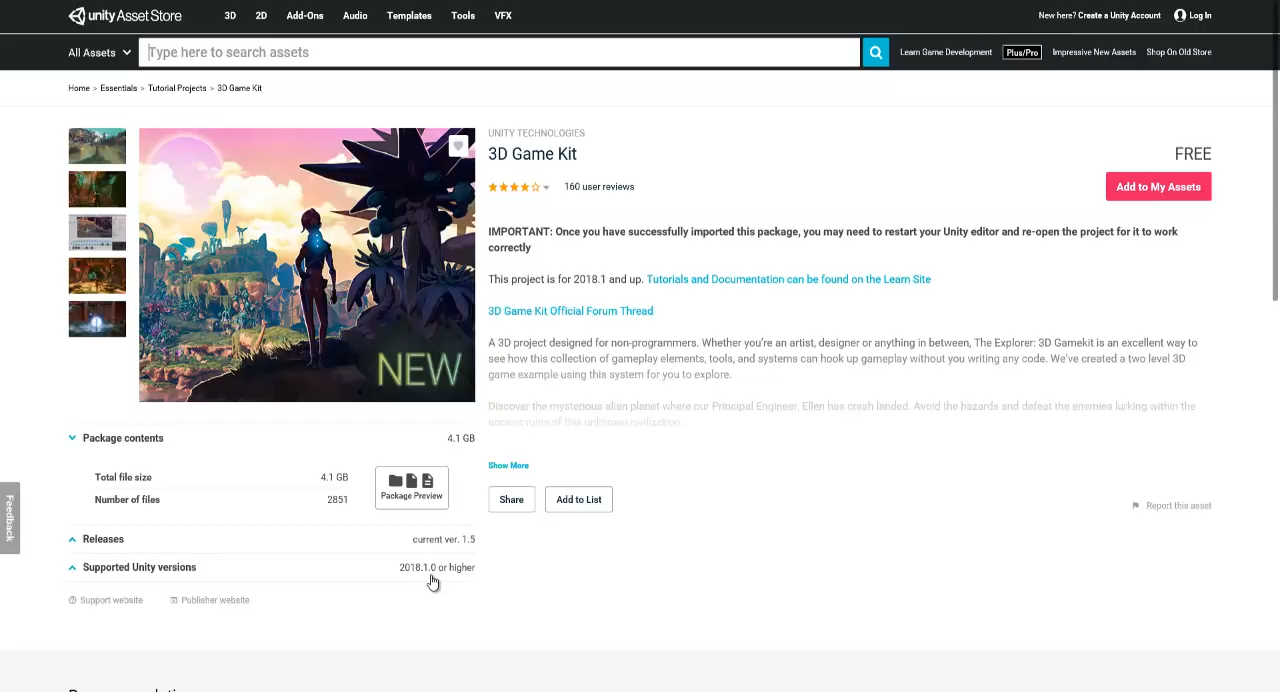 unity Asset Store
3D 2D Add-Ons Audio Templates Tools VFX
New here? Create a Unity Account Log In
All Assets Type here to search assets
Learn Game Development Plus/Pro Impressive New Assets Shop On Old Store
Home > Essentials > Tutorial Projects > 3D Game Kit
NEW
UNITY TECHNOLOGIES
3D Game Kit
160 user reviews
FREE
Add to My Assets
IMPORTANT: Once you have successfully imported this package, you may need to restart your Unity editor and re-open the project for it to work
correctly
This project is for 2018.1 and up. Tutorials and Documentation can be found on the Learn Site
3D Game Kit Official Forum Thread
A 3D project designed for non-programmers. Whether you're an artist, designer or anything in between, The Explorer: 3D Gamekit is an excellent way to
see how this collection of gameplay elements, tools, and systems can hook up gameplay without you writing any code. We've created a two level 3D
game example using this system for you to explore.
Discover the mysterious alien planet where our Principal Engineer, Ellen has crash landed. Avoid the hazards and defeat the enemies lurking within the
ancient ruins of this unknown civilization.
Show More
Share Add to List
Report this asset
Package contents 4.1 GB
Total file size 4.1 GB
Number of files 2851
Package Preview
Releases current ver. 1.5
Supported Unity versions 2018.1.0 or higher
Support website Publisher website
Feedback